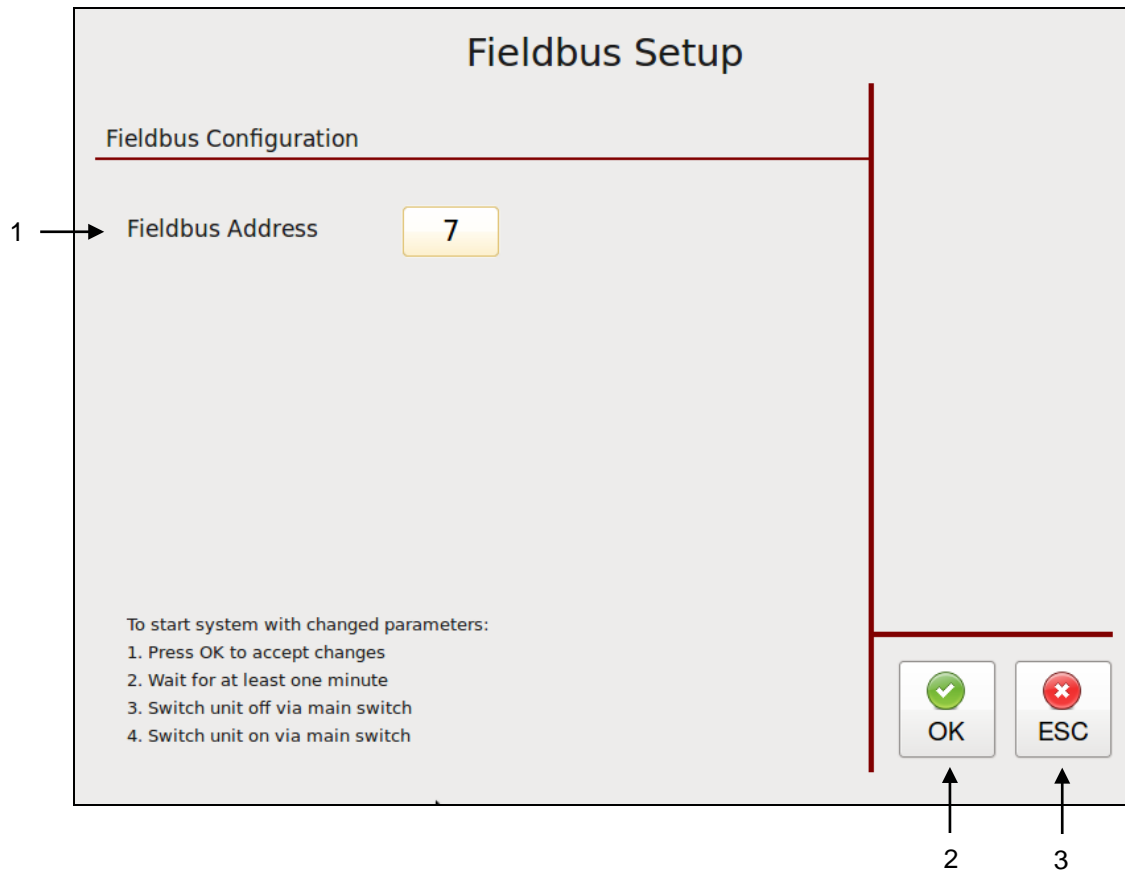 Fieldbus Setup
Fieldbus Configuration
1
Fieldbus Address
7
To start system with changed parameters:
1. Press OK to accept changes
2. Wait for at least one minute
3. Switch unit off via main switch
4. Switch unit on via main switch
OK
ESC
2
3